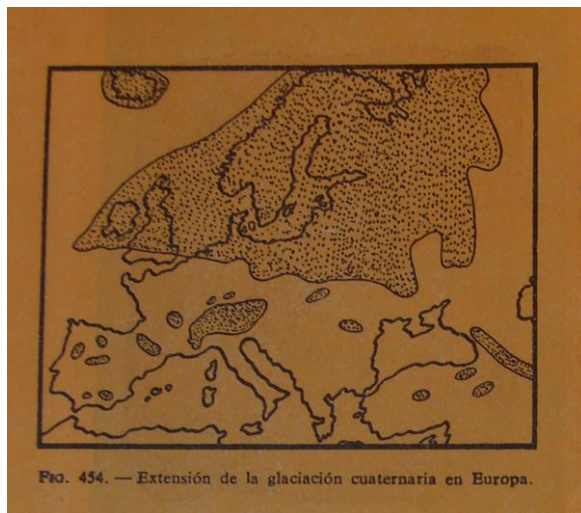 FIG. 454. — Extensión de la glaciación cuaternaria en Europa.